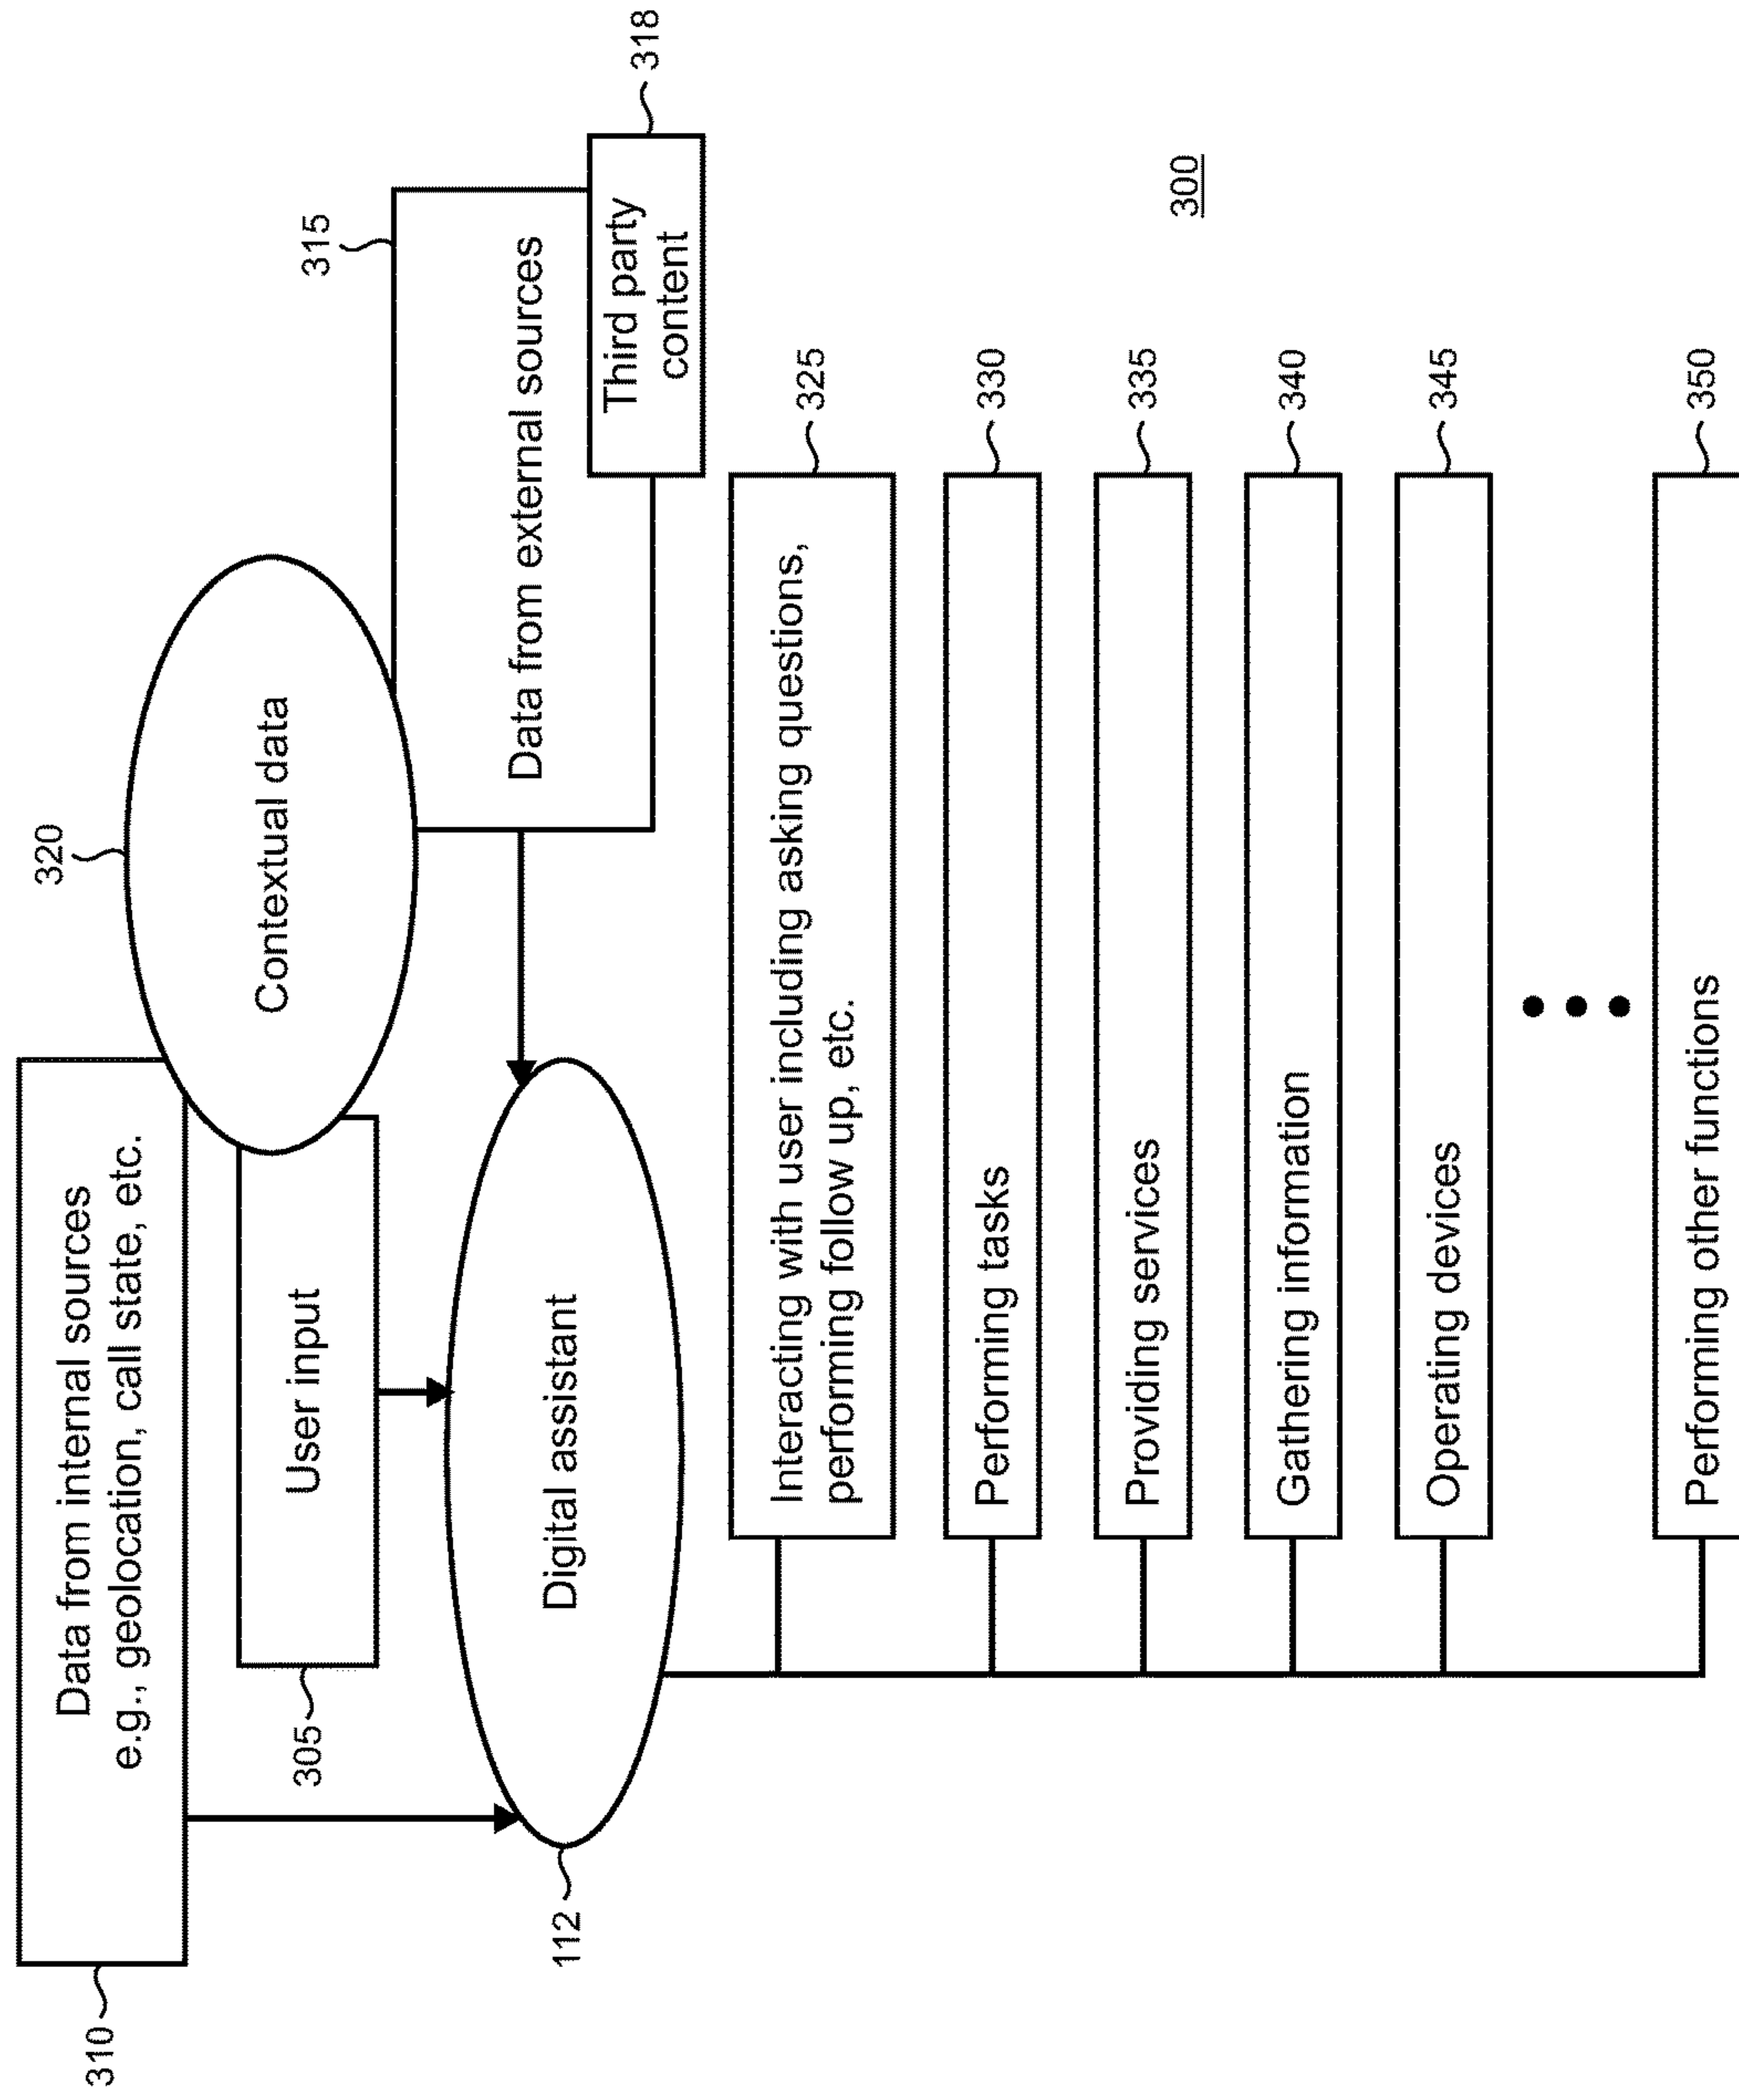 310
Data from internal sources
e.g., geolocation, call state, etc.
320
Contextual data
305
User input
315
Data from external sources
318
Third party
content
112
Digital assistant
325
Interacting with user including asking questions,
performing follow up, etc.
330
Performing tasks
335
Providing services
340
Gathering information
345
Operating devices
350
Performing other functions
300